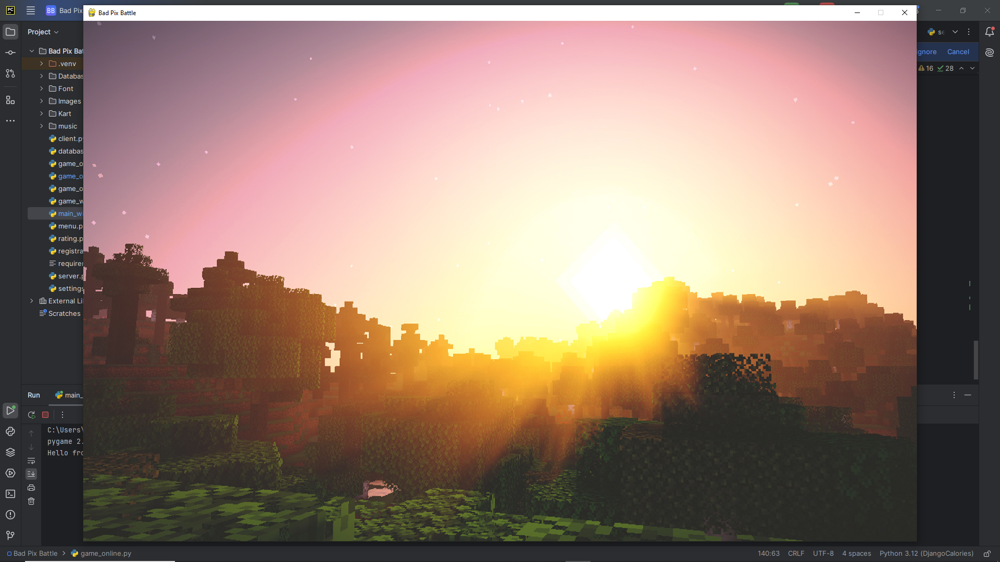 BB Bad Pix
Bad Pix Battle
Project
Bad Pix Bat
.venv
Databas
Font
Images
Kart
music
client.py
databas
game_o
game_o
game_o
game_w
main_w
menu.p
rating.p
registra
require
server.p
settings
External Li
Scratches
se
gnore Cancel
16 28
Run main_
C:\Users\
pygame 2.
Hello fro
Bad Pix Battle > game_online.py
140:63 CRLF UTF-8 4 spaces Python 3.12 (DjangoCalories)